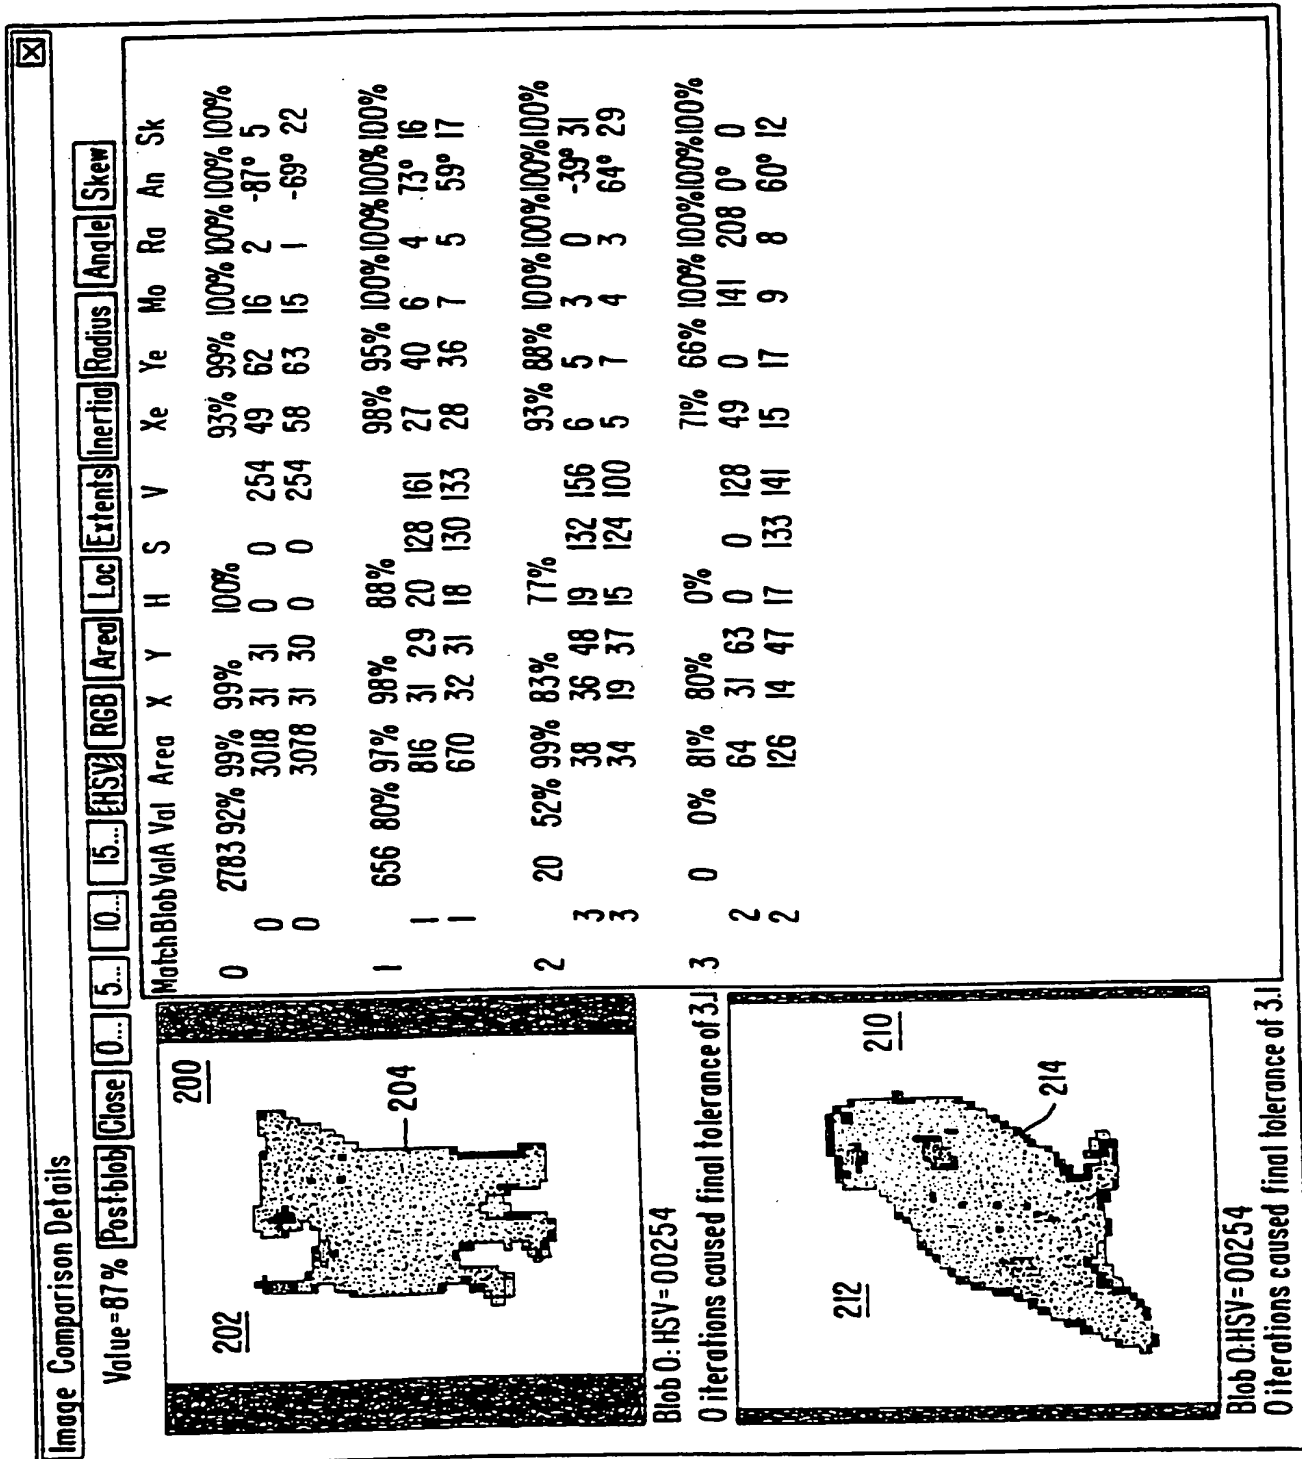 Image Comparison Details
Value=87% Post-blob Close 0... 5... 10... 15... HSV RGB Area Loc Extents Inertia Radius Angle Skew
Match Blob ValA Val Area X Y H S V Xe Ye Mo Ra An Sk
0 2783 92% 99% 99% 100% 93% 99% 100% 100% 100% 100%
0 3018 31 31 0 0 254 49 62 16 2 -87° 5
0 3078 31 30 0 0 254 58 63 15 1 -69° 22
1 656 80% 97% 98% 88% 98% 95% 100% 100% 100% 100%
1 816 31 29 20 128 161 27 40 6 4 73° 16
1 670 32 31 18 130 133 28 36 7 5 59° 17
2 20 52% 99% 83% 77% 93% 88% 100% 100% 100% 100%
3 38 36 48 19 132 156 6 5 3 0 -39° 31
3 34 19 37 15 124 100 5 7 4 3 64° 29
3 0 0% 81% 80% 0% 71% 66% 100% 100% 100% 100%
2 64 31 63 0 0 128 49 0 141 208 0° 0
2 126 14 47 17 133 141 15 17 9 8 60° 12
200
202
204
Blob 0:HSV=00254
0 iterations caused final tolerance of 3.1
210
212
214
Blob 0:HSV=00254
0 iterations caused final tolerance of 3.1